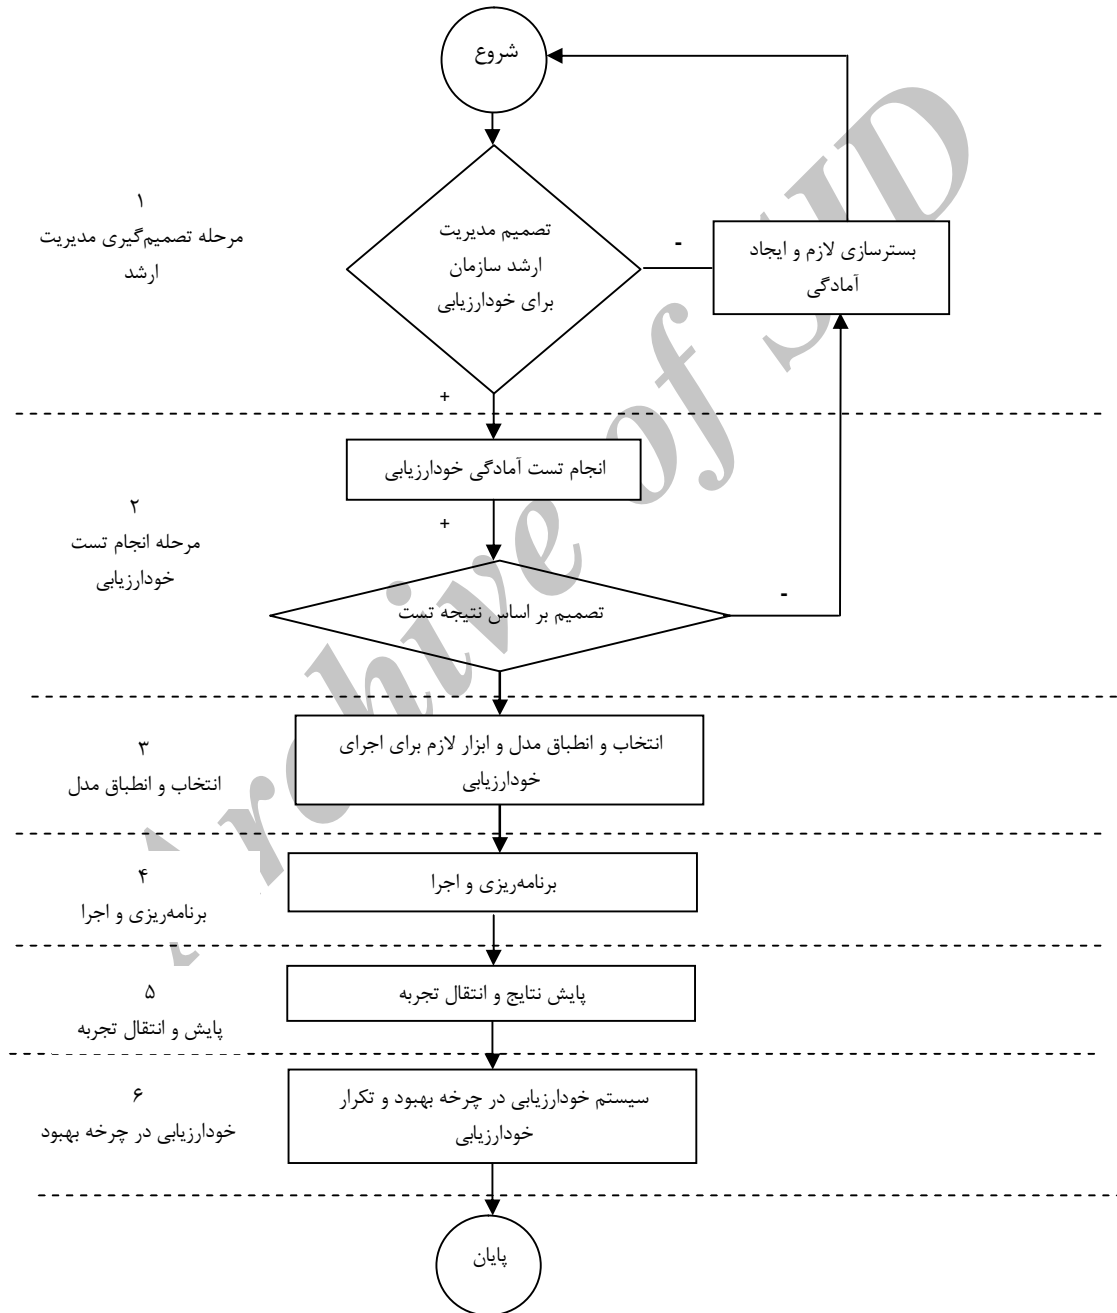 شروع
۱
مرحله تصمیم‌گیری مدیریت
ارشد
تصمیم مدیریت
ارشد سازمان
برای خودارزیابی
-
بسترسازی لازم و ایجاد
آمادگی
+
انجام تست آمادگی خودارزیابی
۲
مرحله انجام تست
خودارزیابی
+
تصمیم بر اساس نتیجه تست
-
۳
انتخاب و انطباق مدل
انتخاب و انطباق مدل و ابزار لازم برای اجرای
خودارزیابی
۴
برنامه‌ریزی و اجرا
برنامه‌ریزی و اجرا
۵
پایش و انتقال تجربه
پایش نتایج و انتقال تجربه
۶
خودارزیابی در چرخه بهبود
سیستم خودارزیابی در چرخه بهبود و تکرار
خودارزیابی
پایان
Archive of SID